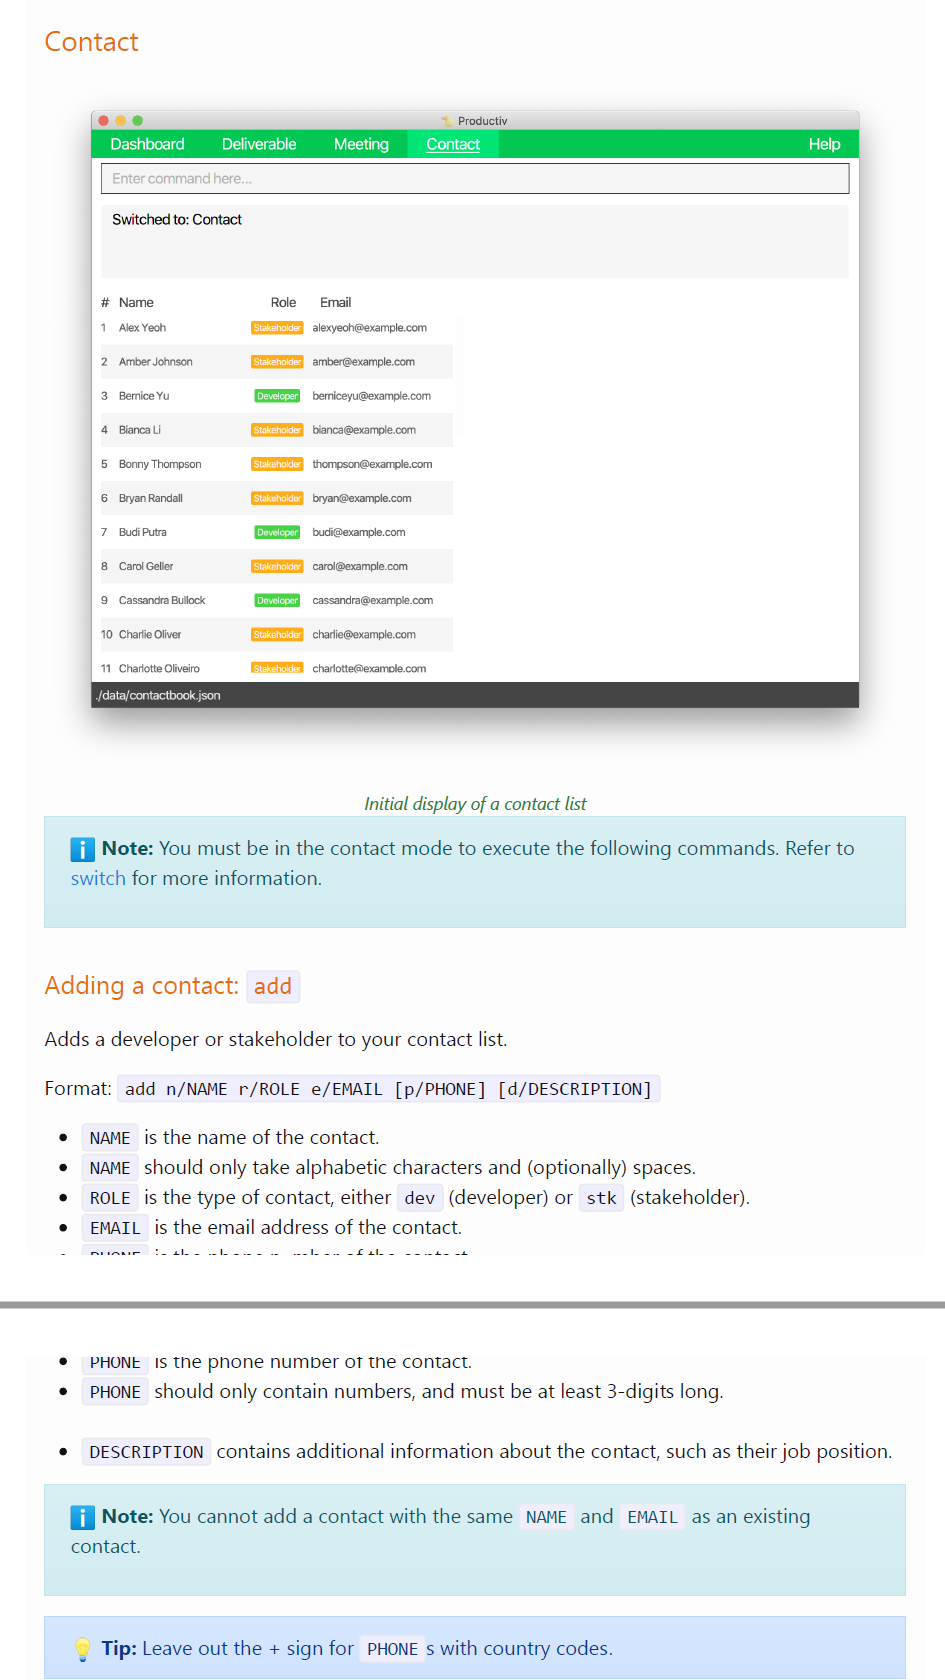 Contact
Productiv
Dashboard Deliverable Meeting Contact Help
Enter command here...
Switched to: Contact
# Name Role Email
1 Alex Yeoh Stakeholder alexyeoh@example.com
2 Amber Johnson Stakeholder amber@example.com
3 Bernice Yu Developer berniceyu@example.com
4 Bianca Li Stakeholder bianca@example.com
5 Bonny Thompson Stakeholder thompson@example.com
6 Bryan Randall Stakeholder bryan@example.com
7 Budi Putra Developer budi@example.com
8 Carol Geller Stakeholder carol@example.com
9 Cassandra Bullock Developer cassandra@example.com
10 Charlie Oliver Stakeholder charlie@example.com
11 Charlotte Oliveiro Stakeholder charlotte@example.com
./data/contactbook.json
Initial display of a contact list
Note: You must be in the contact mode to execute the following commands. Refer to
switch for more information.
Adding a contact: add
Adds a developer or stakeholder to your contact list.
Format: add n/NAME r/ROLE e/EMAIL [p/PHONE] [d/DESCRIPTION]
• NAME is the name of the contact.
• NAME should only take alphabetic characters and (optionally) spaces.
• ROLE is the type of contact, either dev (developer) or stk (stakeholder).
• EMAIL is the email address of the contact.
• PHONE is the phone number of the contact.
• PHONE is the phone number of the contact.
• PHONE should only contain numbers, and must be at least 3-digits long.
• DESCRIPTION contains additional information about the contact, such as their job position.
Note: You cannot add a contact with the same NAME and EMAIL as an existing
contact.
Tip: Leave out the + sign for PHONE s with country codes.